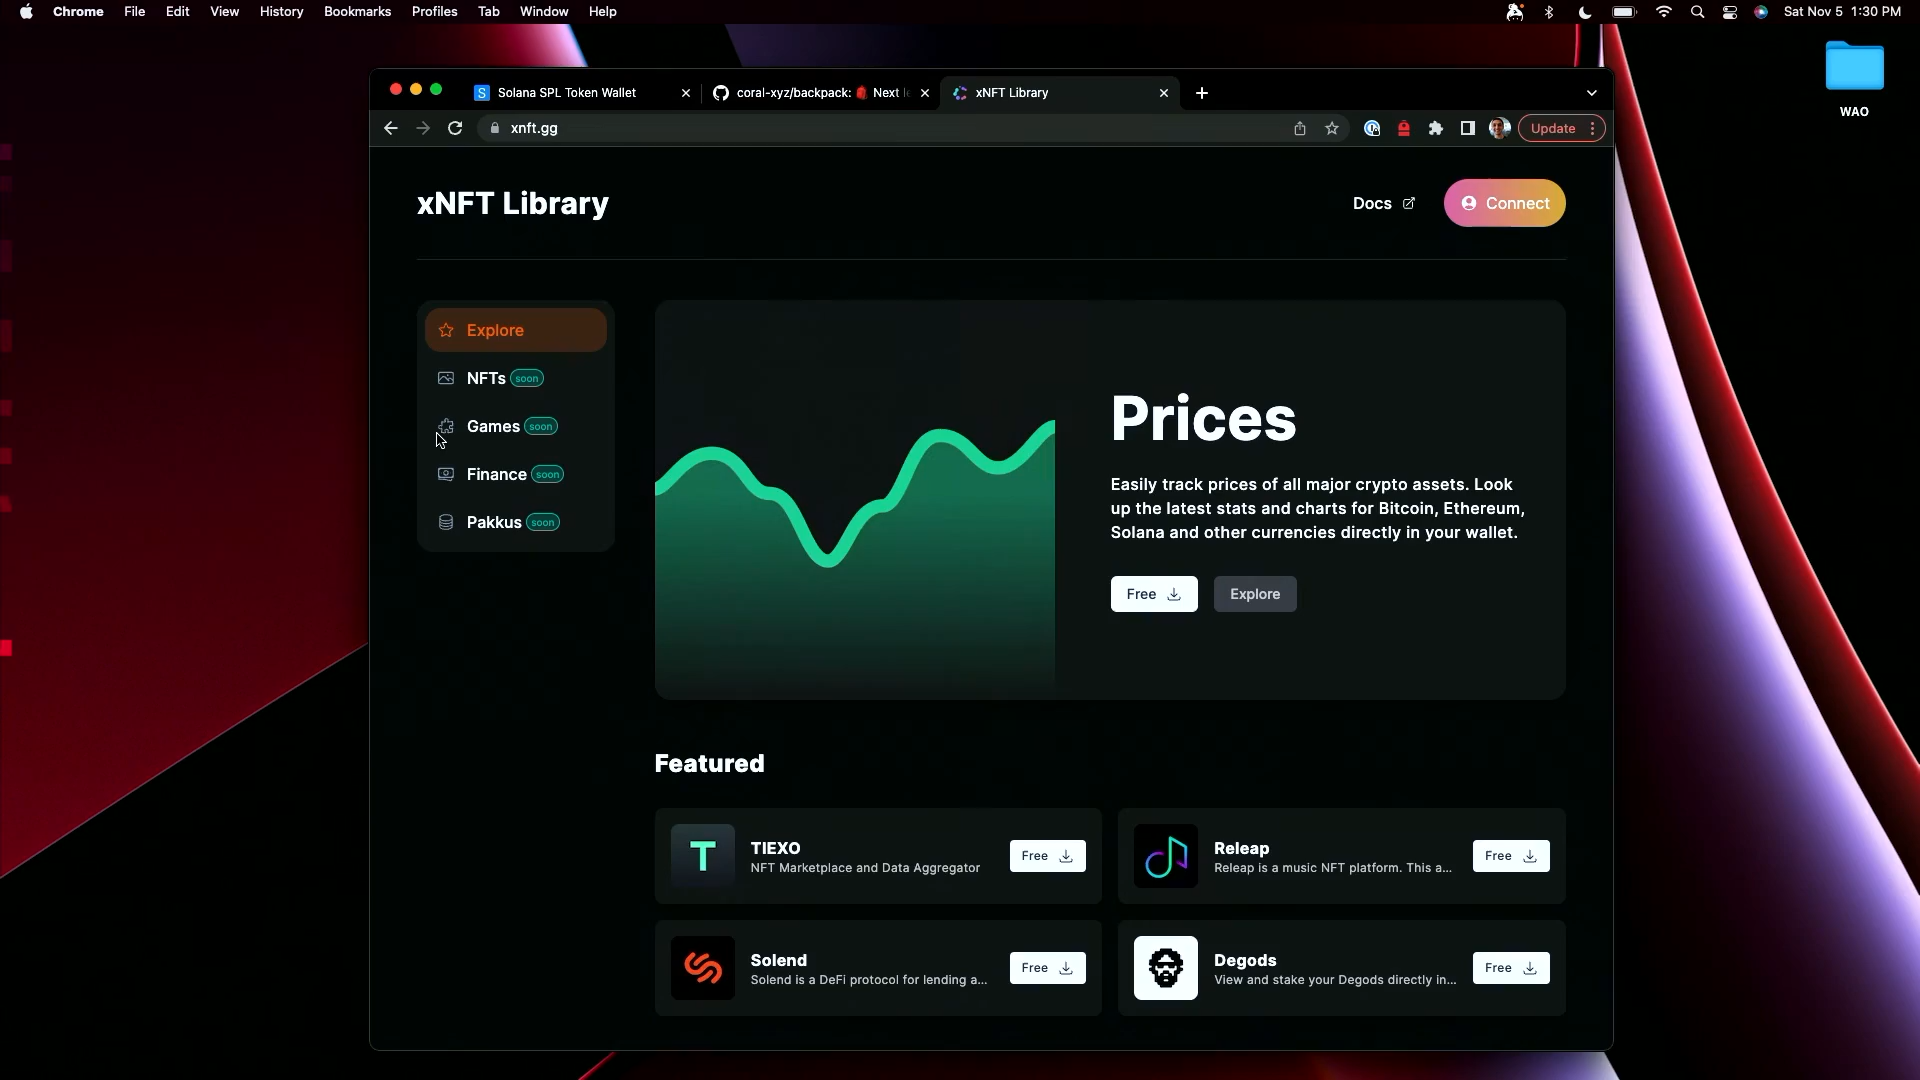 Chrome File Edit View History Bookmarks Profiles Tab Window Help Sat Nov 5 1:30 PM
WAO
Solana SPL Token Wallet coral-xyz/backpack: Next xNFT Library
xnft.gg Update
xNFT Library Docs Connect
Explore
NFTs soon
Games soon
Finance soon
Pakkus soon
Prices
Easily track prices of all major crypto assets. Look
up the latest stats and charts for Bitcoin, Ethereum,
Solana and other currencies directly in your wallet.
Free Explore
Featured
T
TIEXO
NFT Marketplace and Data Aggregator
Free
Releap
Releap is a music NFT platform. This a...
Free
Solend
Solend is a DeFi protocol for lending a...
Free
Degods
View and stake your Degods directly in...
Free